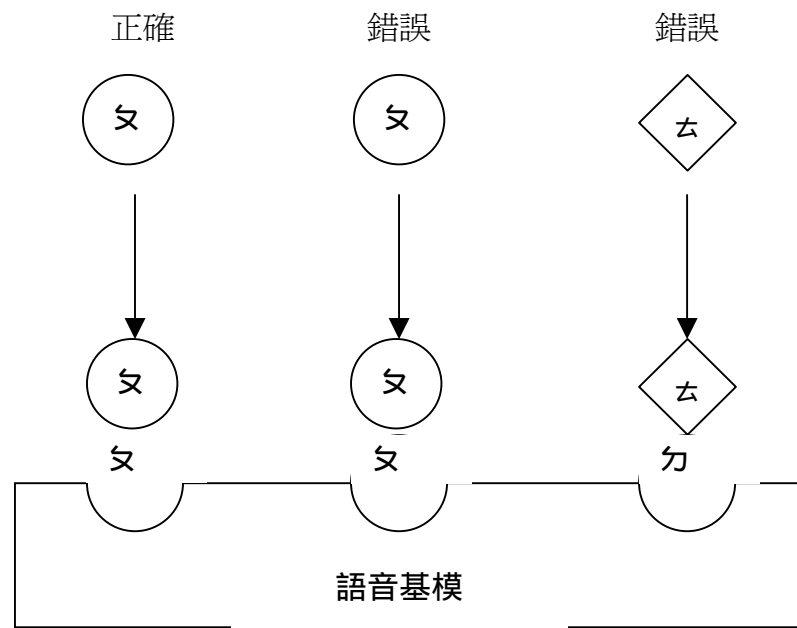 正確 錯誤 錯誤
ㄆ ㄆ ㄊ
ㄆ ㄆ ㄊ
ㄆ ㄆ ㄉ
語音基模